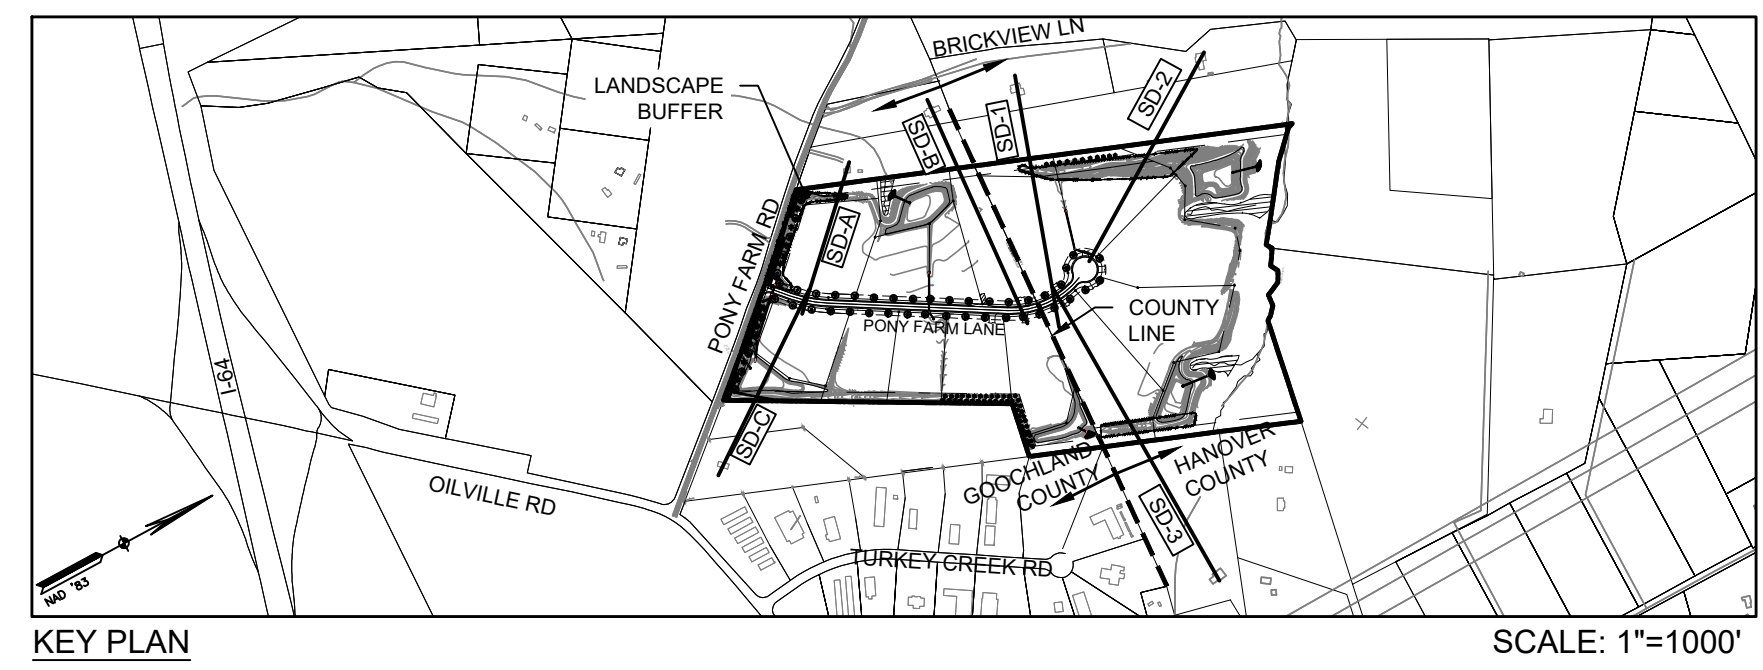 BRICKVIEW LN
LANDSCAPE
BUFFER
SD-B
SD-1
SD-2
SD-A
PONY FARM RD
PONY FARM LANE
COUNTY
LINE
I-64
SD-C
OILVILLE RD
GOOCHLAND
COUNTY
HANOVER
COUNTY
SD-3
TURKEY CREEK RD
NAD '83
KEY PLAN
SCALE: 1"=1000'